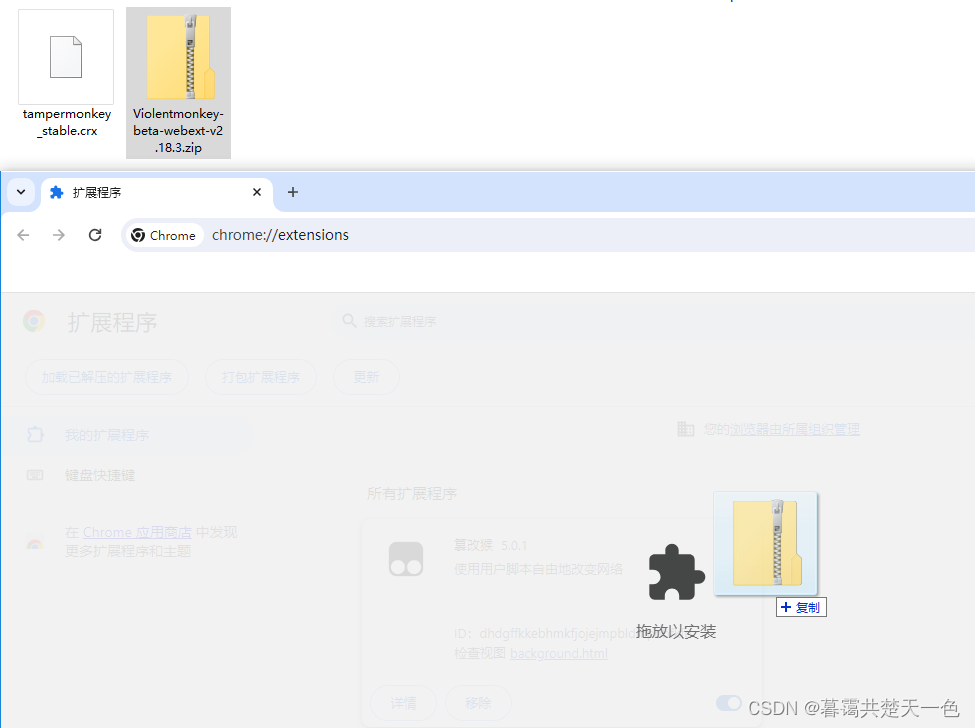 tampermonkey
_stable.crx
Violentmonkey-
beta-webext-v2
.18.3.zip
扩展程序
Chrome
chrome://extensions
扩展程序
搜索扩展程序
加载已解压的扩展程序
打包扩展程序
更新
我的扩展程序
您的浏览器由所属组织管理
键盘快捷键
所有扩展程序
在 Chrome 应用商店 中发现
更多扩展程序和主题
篡改猴 5.0.1
使用用户脚本自由地改变网络
复制
拖放以安装
ID: dhdgffkkebhmkfjojejmpbld
检查视图 background.html
详情
移除
CSDN @暮霭共楚天一色